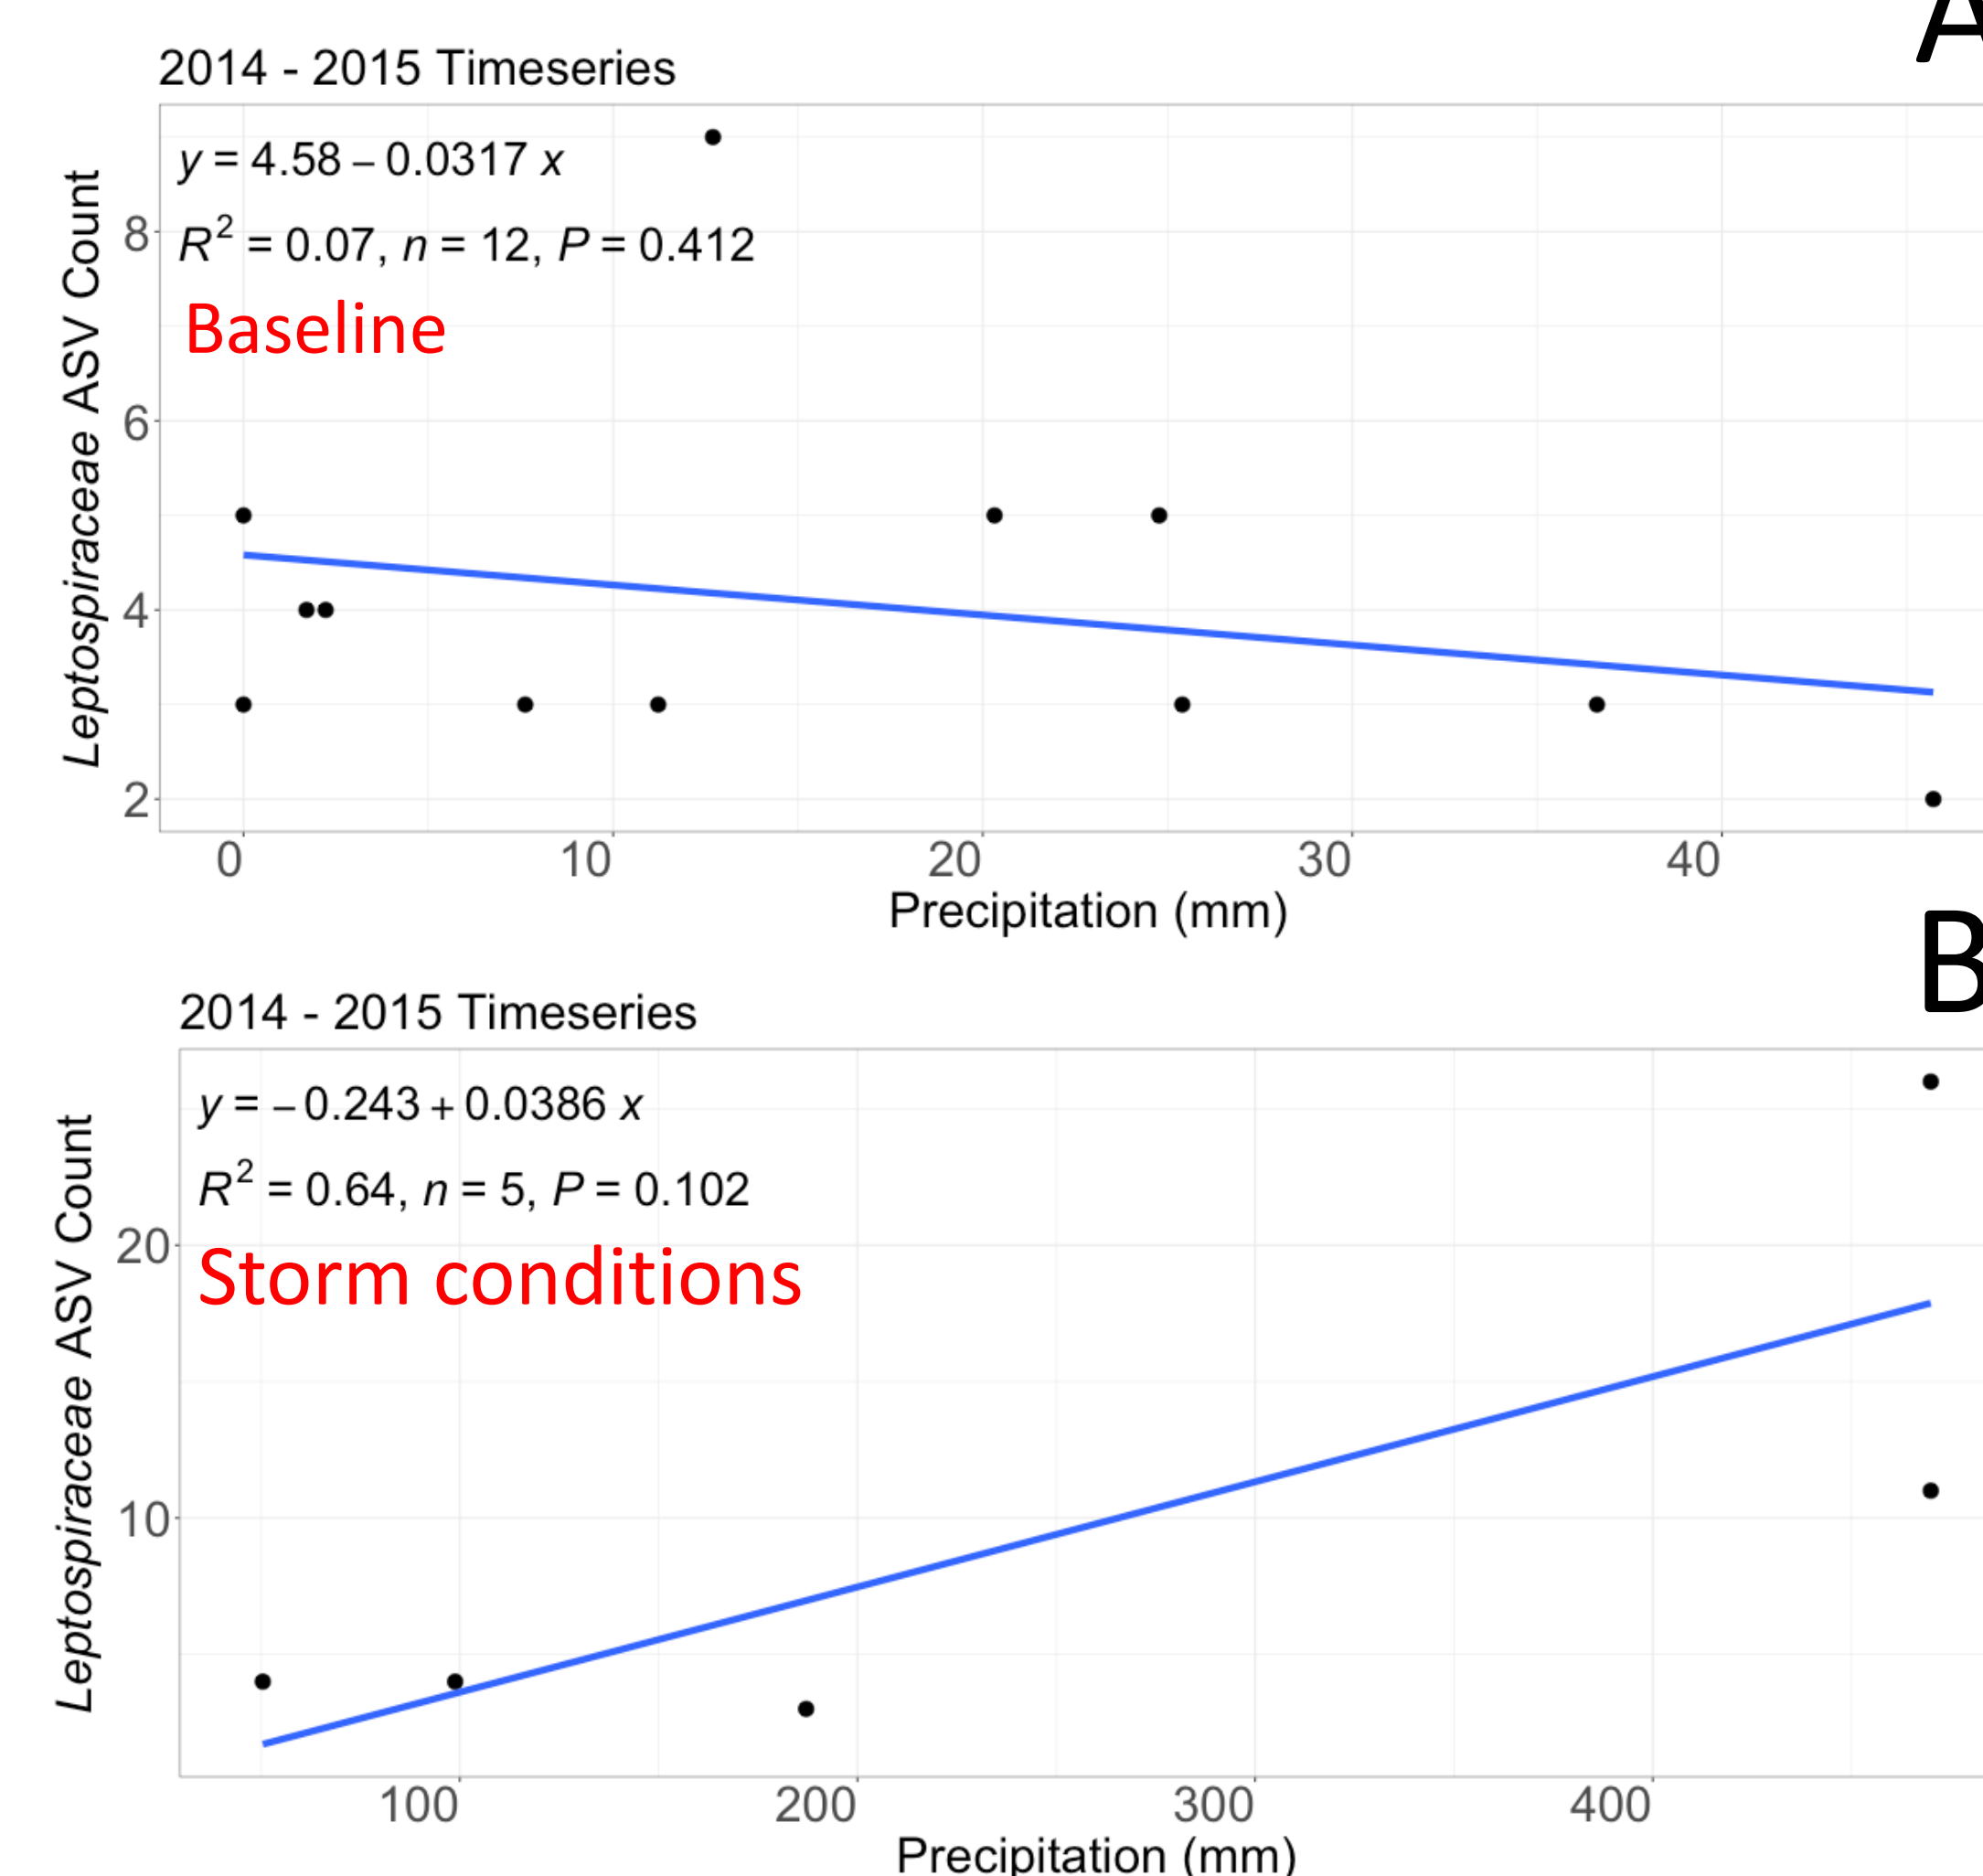 A
2014 - 2015 Timeseries
y = 4.58 – 0.0317 x
R² = 0.07, n = 12, P = 0.412
Baseline
Leptospiraceae ASV Count
8
6
4
2
0 10 20 30 40
Precipitation (mm)
B
2014 - 2015 Timeseries
y = – 0.243 + 0.0386 x
R² = 0.64, n = 5, P = 0.102
Storm conditions
Leptospiraceae ASV Count
20
10
100 200 300 400
Precipitation (mm)